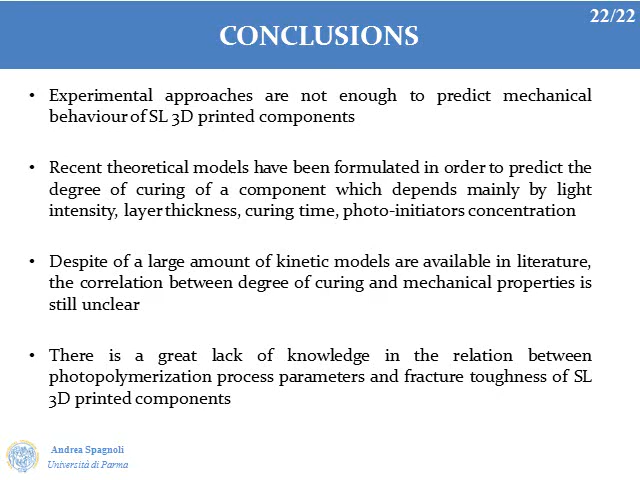 22/22
CONCLUSIONS
• Experimental approaches are not enough to predict mechanical
behaviour of SL 3D printed components
• Recent theoretical models have been formulated in order to predict the
degree of curing of a component which depends mainly by light
intensity, layer thickness, curing time, photo-initiators concentration
• Despite of a large amount of kinetic models are available in literature,
the correlation between degree of curing and mechanical properties is
still unclear
• There is a great lack of knowledge in the relation between
photopolymerization process parameters and fracture toughness of SL
3D printed components
Andrea Spagnoli
Università di Parma